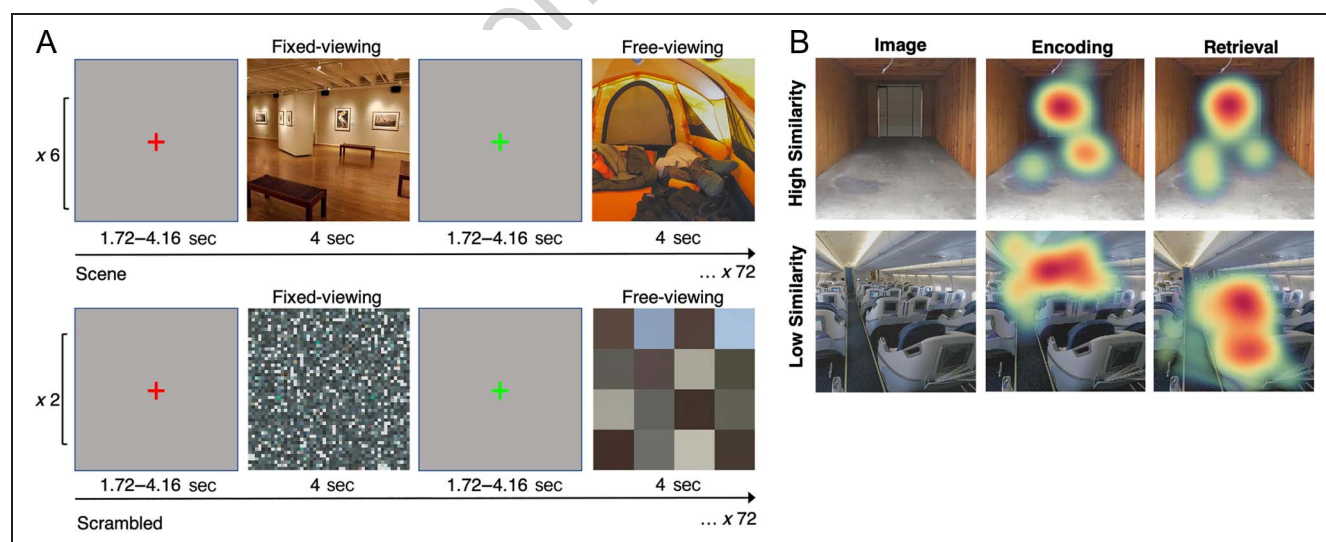 A
Fixed-viewing
Free-viewing
x 6
1.72–4.16 sec
4 sec
1.72–4.16 sec
4 sec
Scene
... x 72
Fixed-viewing
Free-viewing
x 2
1.72–4.16 sec
4 sec
1.72–4.16 sec
4 sec
Scrambled
... x 72
B
Image
Encoding
Retrieval
High Similarity
Low Similarity